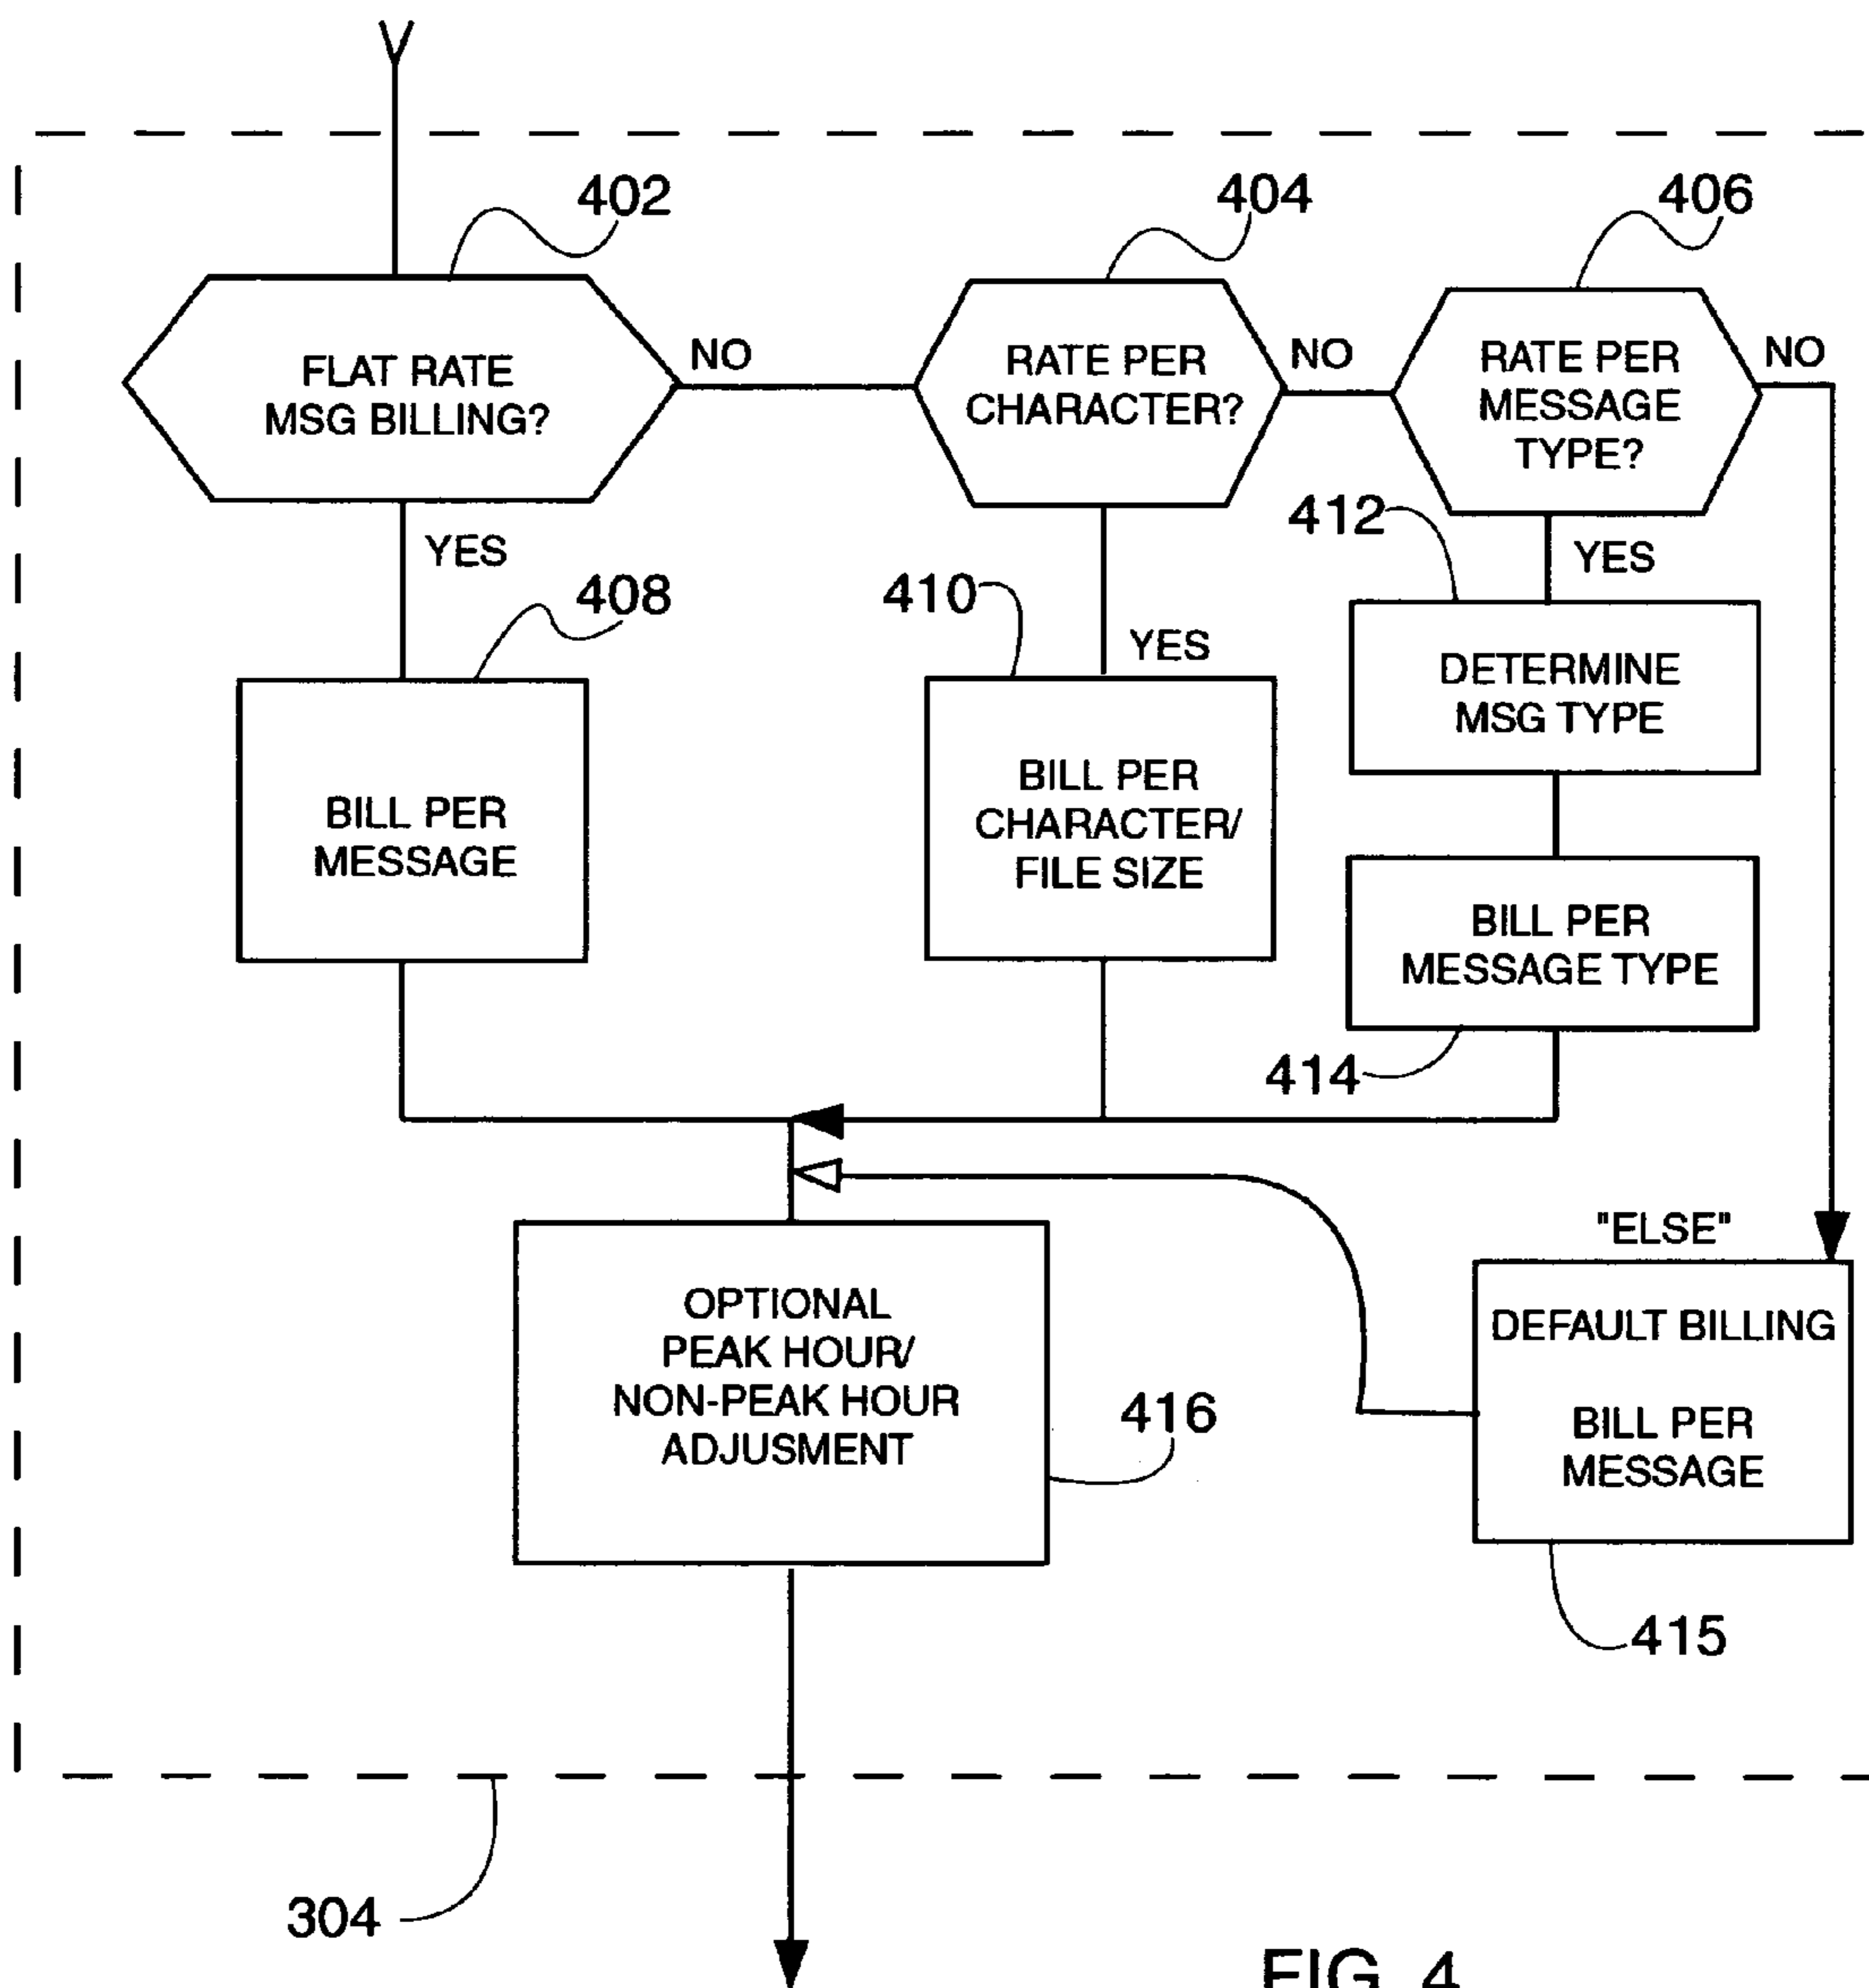 402
404
406
FLAT RATE
MSG BILLING?
NO
RATE PER
CHARACTER?
NO
RATE PER
MESSAGE
TYPE?
NO
YES
408
BILL PER
MESSAGE
410
YES
BILL PER
CHARACTER/
FILE SIZE
412
YES
DETERMINE
MSG TYPE
BILL PER
MESSAGE TYPE
414
"ELSE"
DEFAULT BILLING
BILL PER
MESSAGE
415
OPTIONAL
PEAK HOUR/
NON-PEAK HOUR
ADJUSMENT
416
304
FIG. 4